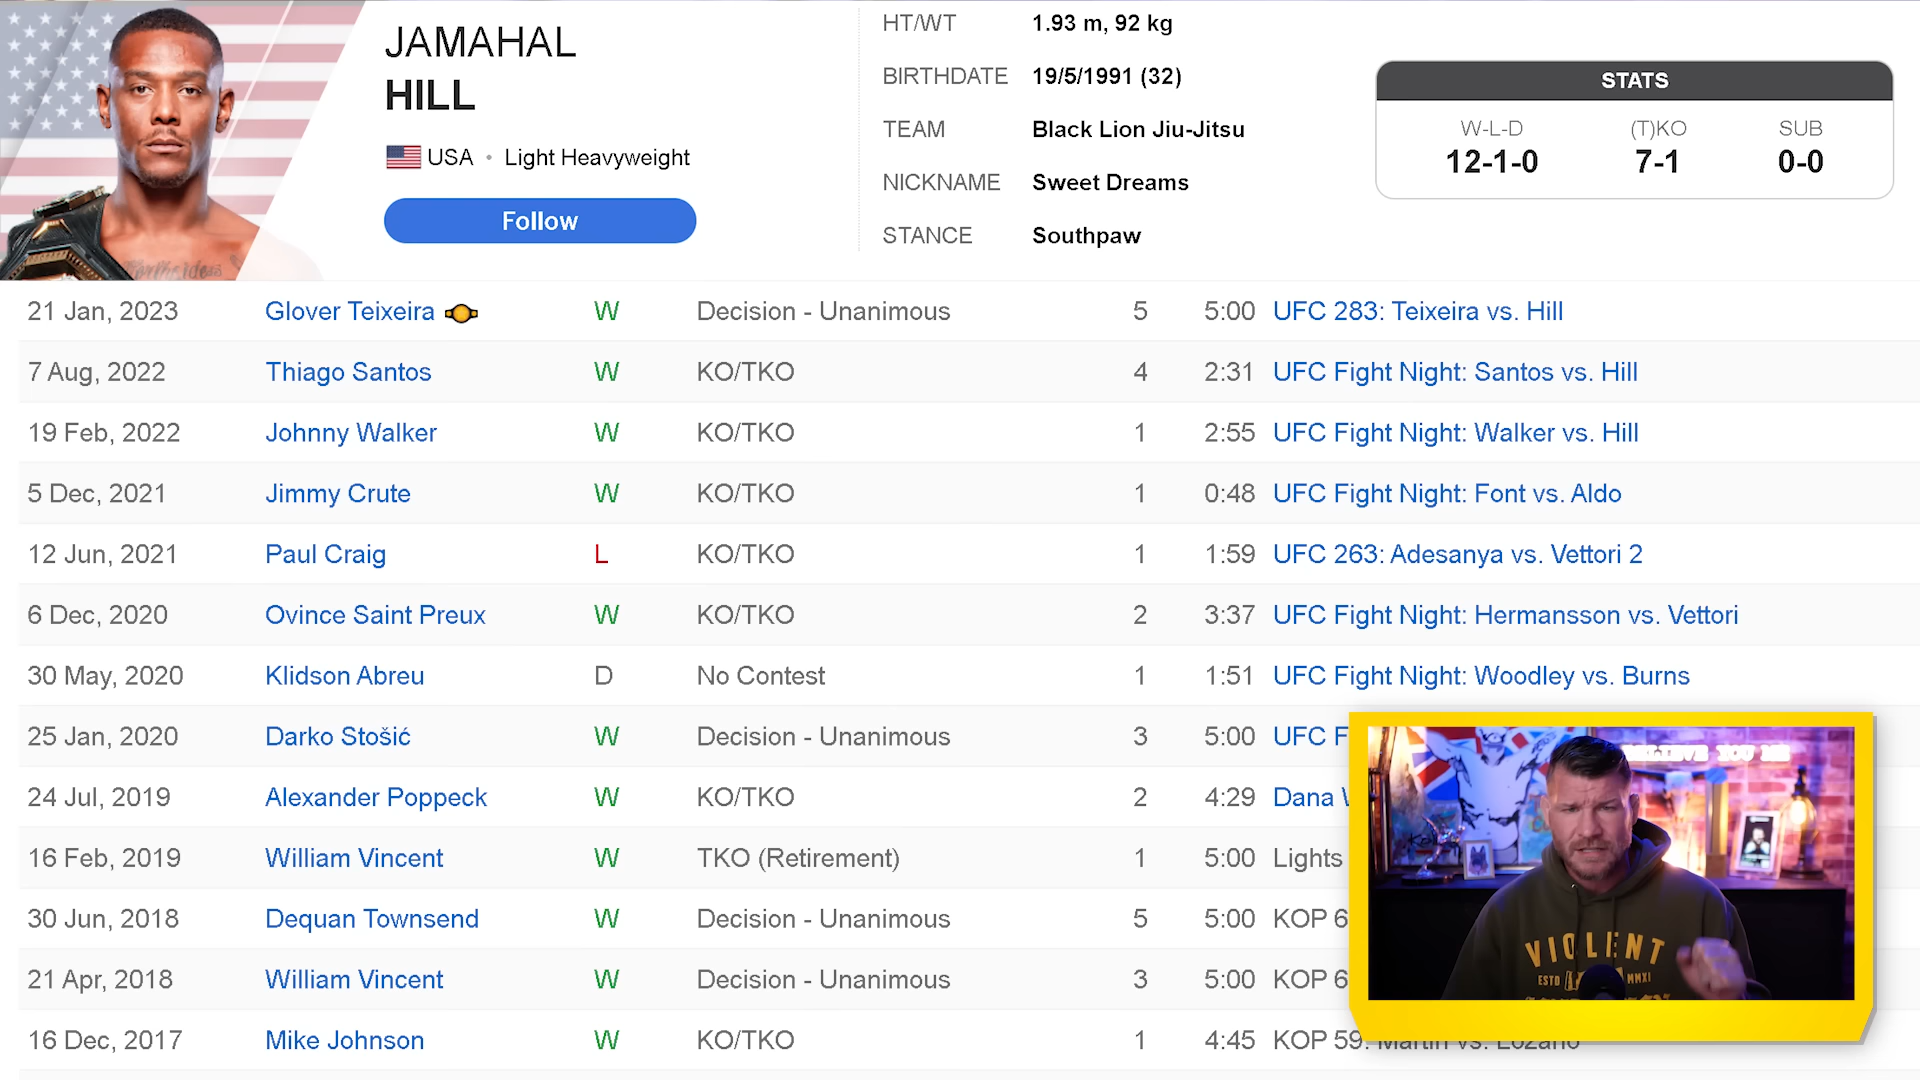 JAMAHAL
HILL
USA • Light Heavyweight
Follow
HT/WT 1.93 m, 92 kg
BIRTHDATE 19/5/1991 (32)
TEAM Black Lion Jiu-Jitsu
NICKNAME Sweet Dreams
STANCE Southpaw
STATS
W-L-D (T)KO SUB
12-1-0 7-1 0-0
21 Jan, 2023 Glover Teixeira W Decision - Unanimous 5 5:00 UFC 283: Teixeira vs. Hill
7 Aug, 2022 Thiago Santos W KO/TKO 4 2:31 UFC Fight Night: Santos vs. Hill
19 Feb, 2022 Johnny Walker W KO/TKO 1 2:55 UFC Fight Night: Walker vs. Hill
5 Dec, 2021 Jimmy Crute W KO/TKO 1 0:48 UFC Fight Night: Font vs. Aldo
12 Jun, 2021 Paul Craig L KO/TKO 1 1:59 UFC 263: Adesanya vs. Vettori 2
6 Dec, 2020 Ovince Saint Preux W KO/TKO 2 3:37 UFC Fight Night: Hermansson vs. Vettori
30 May, 2020 Klidson Abreu D No Contest 1 1:51 UFC Fight Night: Woodley vs. Burns
25 Jan, 2020 Darko Stošić W Decision - Unanimous 3 5:00 UFC F
24 Jul, 2019 Alexander Poppeck W KO/TKO 2 4:29 Dana
16 Feb, 2019 William Vincent W TKO (Retirement) 1 5:00 Lights
30 Jun, 2018 Dequan Townsend W Decision - Unanimous 5 5:00 KOP 6
21 Apr, 2018 William Vincent W Decision - Unanimous 3 5:00 KOP 6
16 Dec, 2017 Mike Johnson W KO/TKO 1 4:45 KOP 59: Martin vs. Lozano
BELIEVE YOU ME
VIOLENT
ESTD MMXI